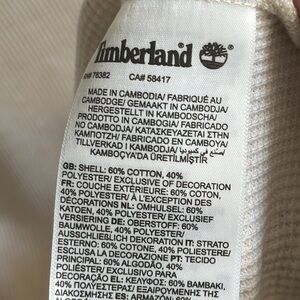 Timberland
RN# 76382 CA# 58417
MADE IN CAMBODIA/ FABRIQUÉ AU
CAMBODGE/ GEMAAKT IN CAMBODJA/
HERGESTELLT IN KAMBODSCHA/
PRODOTTO IN CAMBOGIA/ FABRICADO
NO CAMBOJA/ ΚΑΤΑΣΚΕΥΑΖΕΤΑΙ ΣΤΗΝ
ΚΑΜΠΟΤΖΗ/ FABRICADO EN CAMBOYA/
TILLVERKAD I KAMBODJA/ صنع في كمبوديا/
KAMBOÇYA'DA ÜRETİLMİŞTİR
GB: SHELL: 60% COTTON, 40%
POLYESTER/ EXCLUSIVE OF DECORATION
FR: COUCHE EXTÉRIEURE: 60% COTON,
40% POLYESTER/ À L'EXCEPTION DES
DÉCORATIONS NL: OMHULSEL: 60%
KATOEN, 40% POLYESTER/ EXCLUSIEF
VERSIERING DE: OBERSTOFF: 60%
BAUMWOLLE, 40% POLYESTER/
AUSSCHLIEßLICH DEKORATION IT: STRATO
ESTERNO: 60% COTONE, 40% POLIESTERE/
ESCLUSA DECORAZIONE PT: TECIDO
PRINCIPAL: 60% ALGODÃO, 40%
POLIÉSTER/ EXCLUSIVO PARA
DECORAÇÃO EL: ΚΕΛΥΦΟΣ: 60% ΒΑΜΒΑΚΙ,
40% ΠΟΛΥΕΣΤΕΡΑΣ/ ΕΞΑΙΡΟΥΜΕΝΗΣ ΤΗΣ
ΔΙΑΚΟΣΜΗΣΗΣ ES: ARMAZÓN: 60%